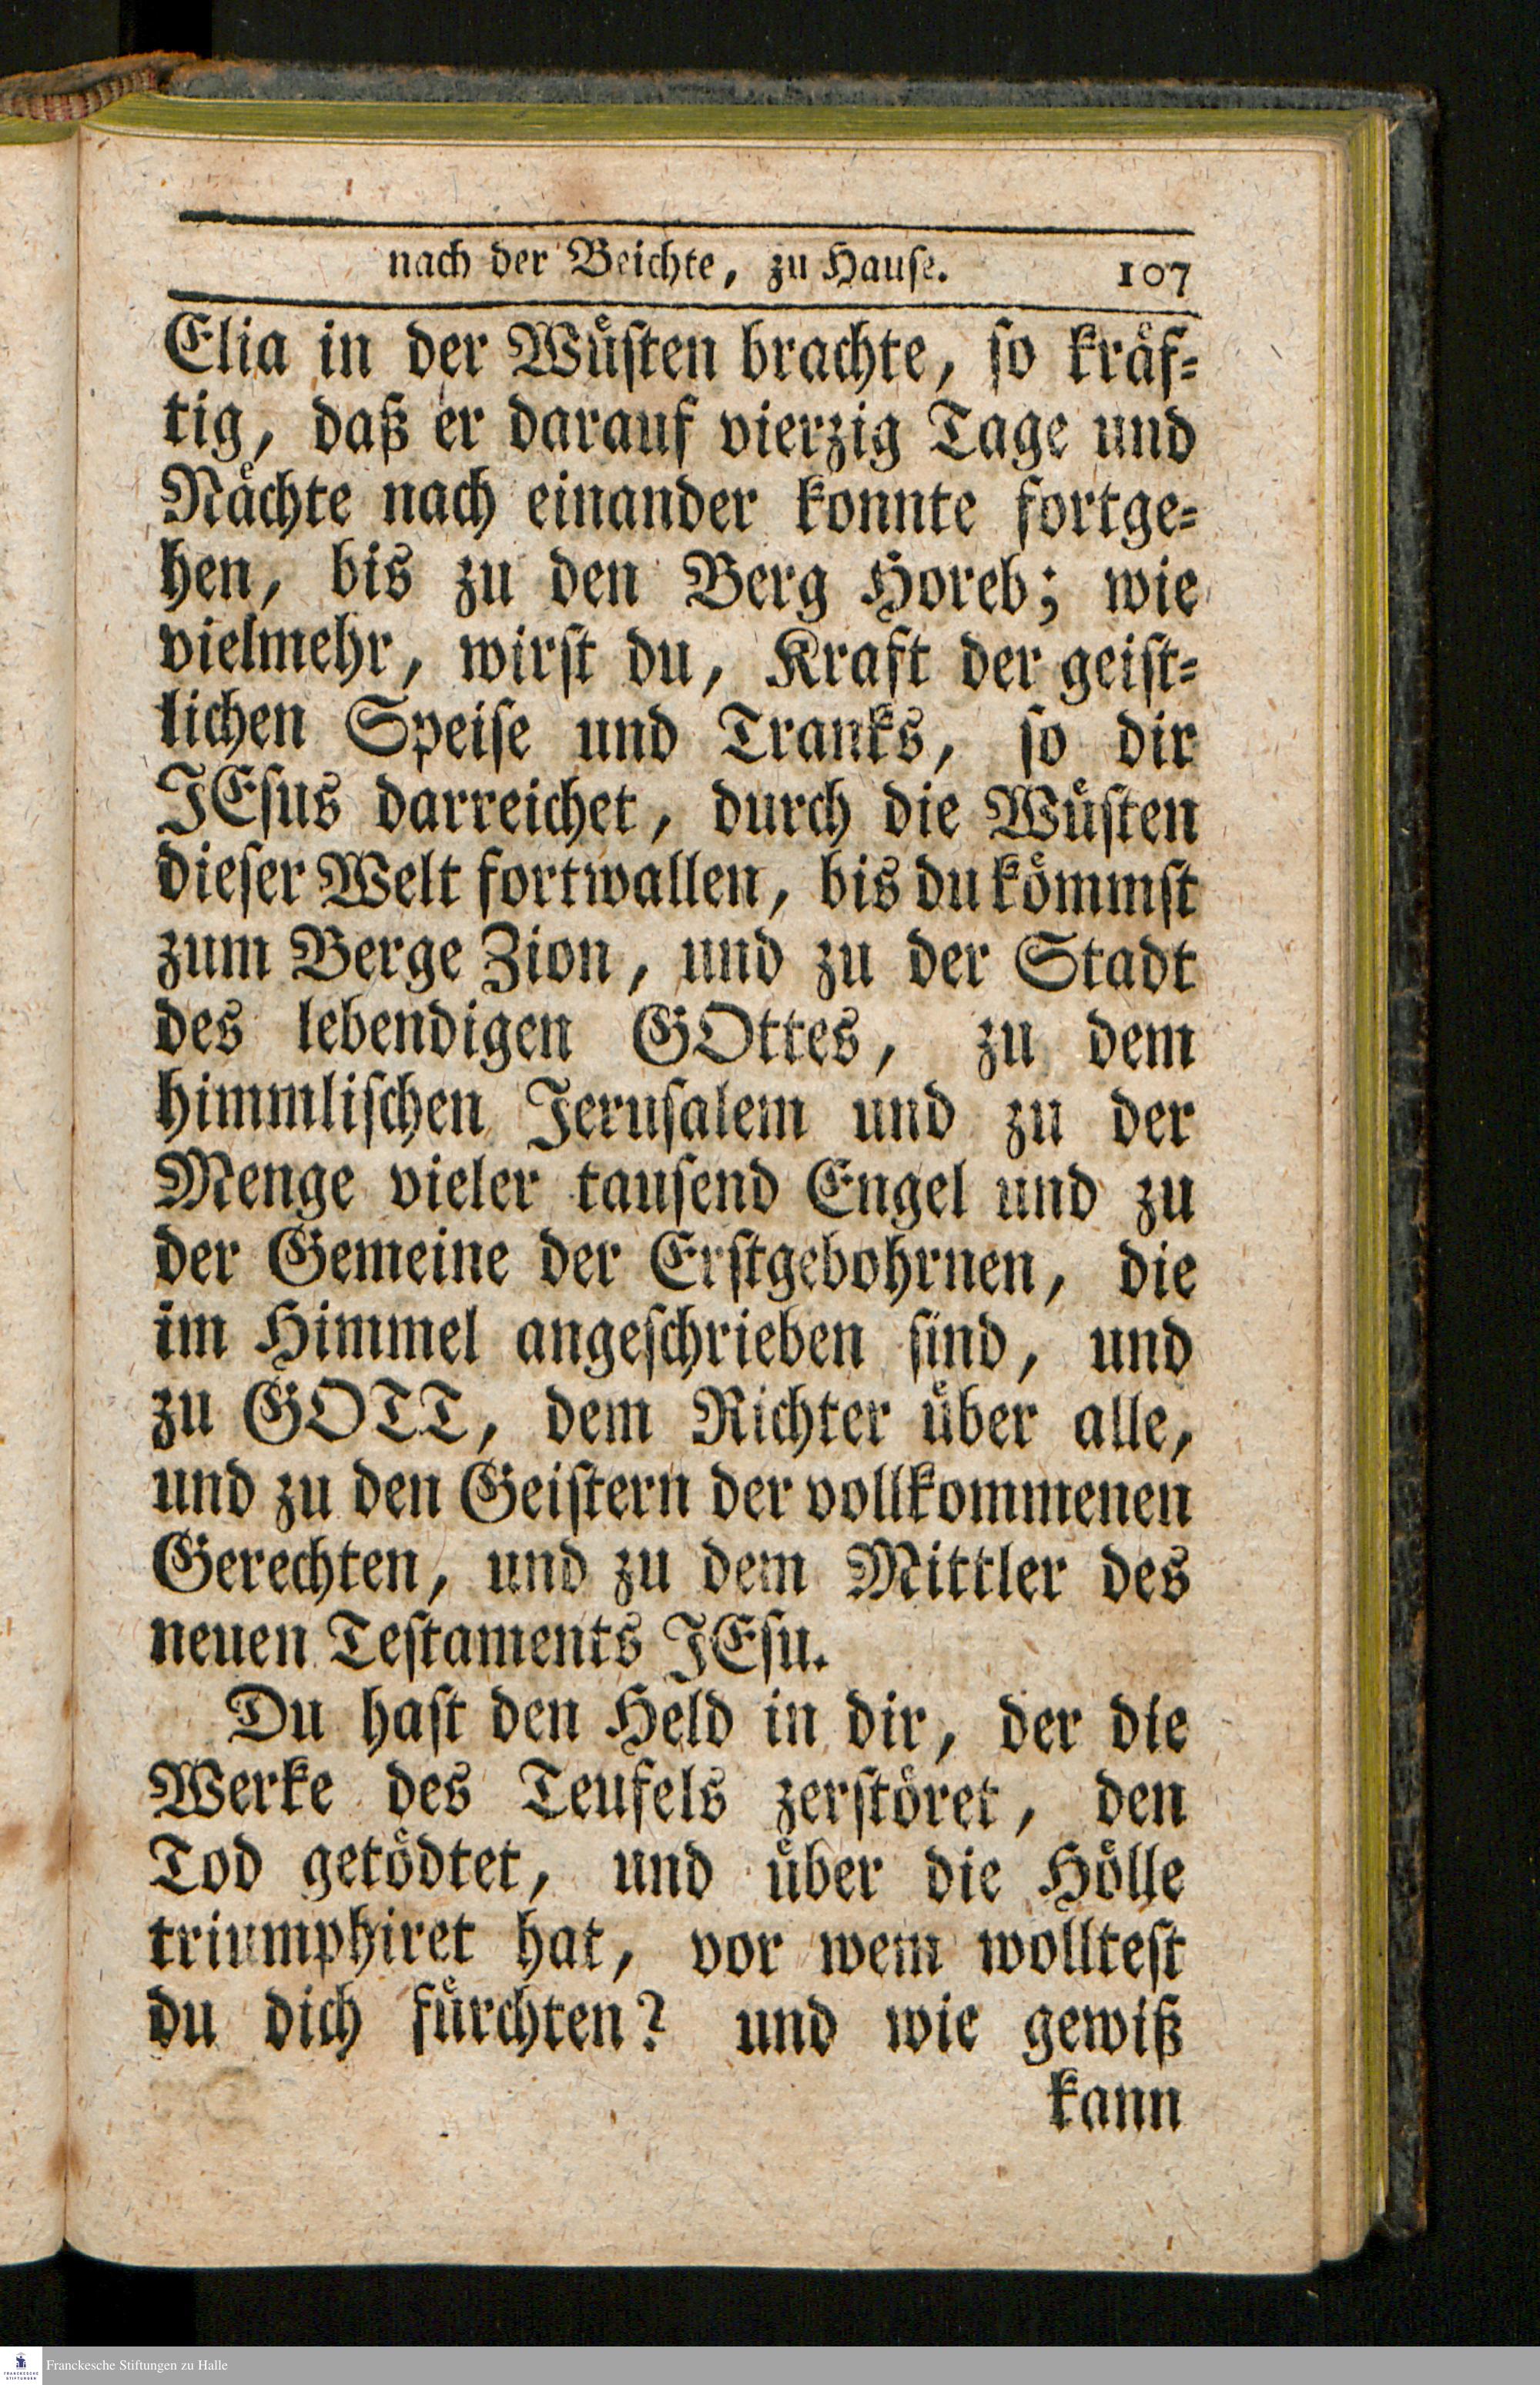 nach der Beichte, zu Hause. 107
Elia in der Wüſten brachte, ſo kräf-
tig, daß er darauf vierzig Tage und
Nächte nach einander konnte fortge-
hen, bis zu den Berg Horeb; wie
vielmehr, wirſt du, Kraft der geiſt-
lichen Speiſe und Tranks, ſo dir
JEſus darreichet, durch die Wüſten
dieſer Welt fortwallen, bis du kömmſt
zum Berge Zion, und zu der Stadt
des lebendigen GOttes, zu dem
himmliſchen Jeruſalem und zu der
Menge vieler tauſend Engel und zu
der Gemeine der Erſtgebohrnen, die
im Himmel angeſchrieben ſind, und
zu GOTT, dem Richter über alle,
und zu den Geiſtern der vollkommenen
Gerechten, und zu dem Mittler des
neuen Teſtaments JEſu.
Du haſt den Held in dir, der die
Werke des Teufels zerſtöret, den
Tod getödtet, und über die Hölle
triumphiret hat, vor wem wollteſt
du dich fürchten? und wie gewiß
kann
Franckesche Stiftungen zu Halle
FRANCKESCHE
STIFTUNGEN